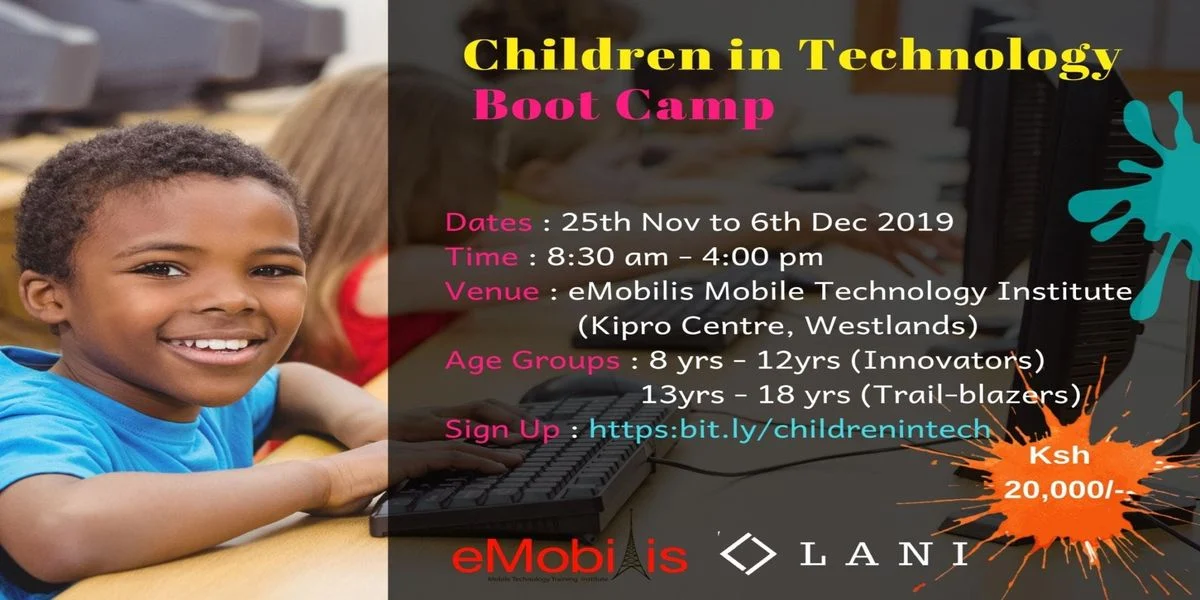 Children in Technology
Boot Camp
Dates : 25th Nov to 6th Dec 2019
Time : 8:30 am - 4:00 pm
Venue : eMobilis Mobile Technology Institute
(Kipro Centre, Westlands)
Age Groups : 8 yrs - 12yrs (Innovators)
13yrs - 18 yrs (Trail-blazers)
Sign Up : https:bit.ly/childrenintech
Ksh
20,000/--
eMobilis
Mobile Technology Training Institute
LANI